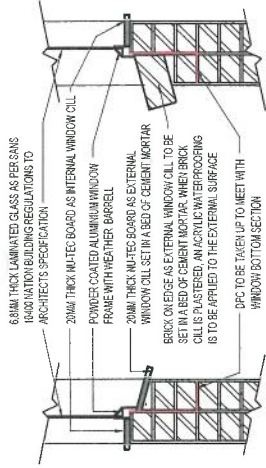 6.8MM THICK LAMINATED GLASS AS PER SANS
10400 NATION BUILDING REGULATIONS TO
ARCHITECTS SPECIFICATION
20MM THICK NU-TEC BOARD AS INTERNAL WINDOW CILL
POWDER COATED ALUMINIUM WINDOW
FRAME WITH WEATHER BARRELL
20MM THICK NU-TEC BOARD AS EXTERNAL
WINDOW CILL SET IN A BED OF CEMENT MORTAR
BRICK ON EDGE AS EXTERNAL WINDOW CILL TO BE
SET IN A BED OF CEMENT MORTAR. WHEN BRICK
CILL IS PLASTERED, AN ACRYLIC WATERPROOFING
IS TO BE APPLIED TO THE EXTERNAL SURFACE
DPC TO BE TAKEN UP TO MEET WITH
WINDOW BOTTOM SECTION